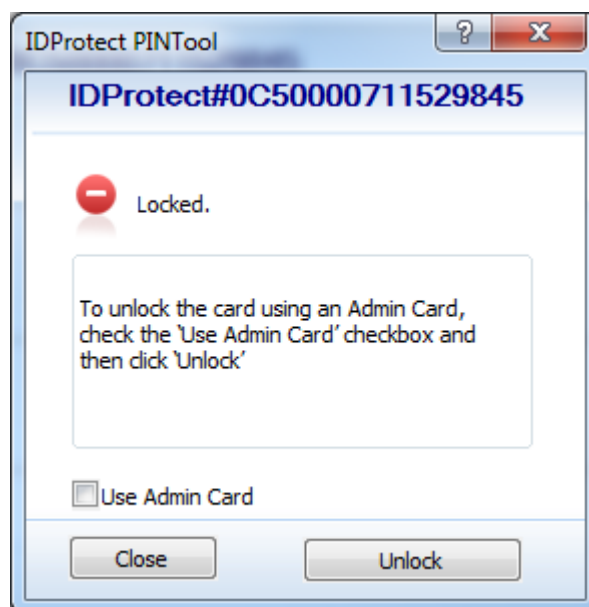 IDProtect PINTool
IDProtect#0C50000711529845
Locked.
To unlock the card using an Admin Card,
check the 'Use Admin Card' checkbox and
then click 'Unlock'
Use Admin Card
Close
Unlock